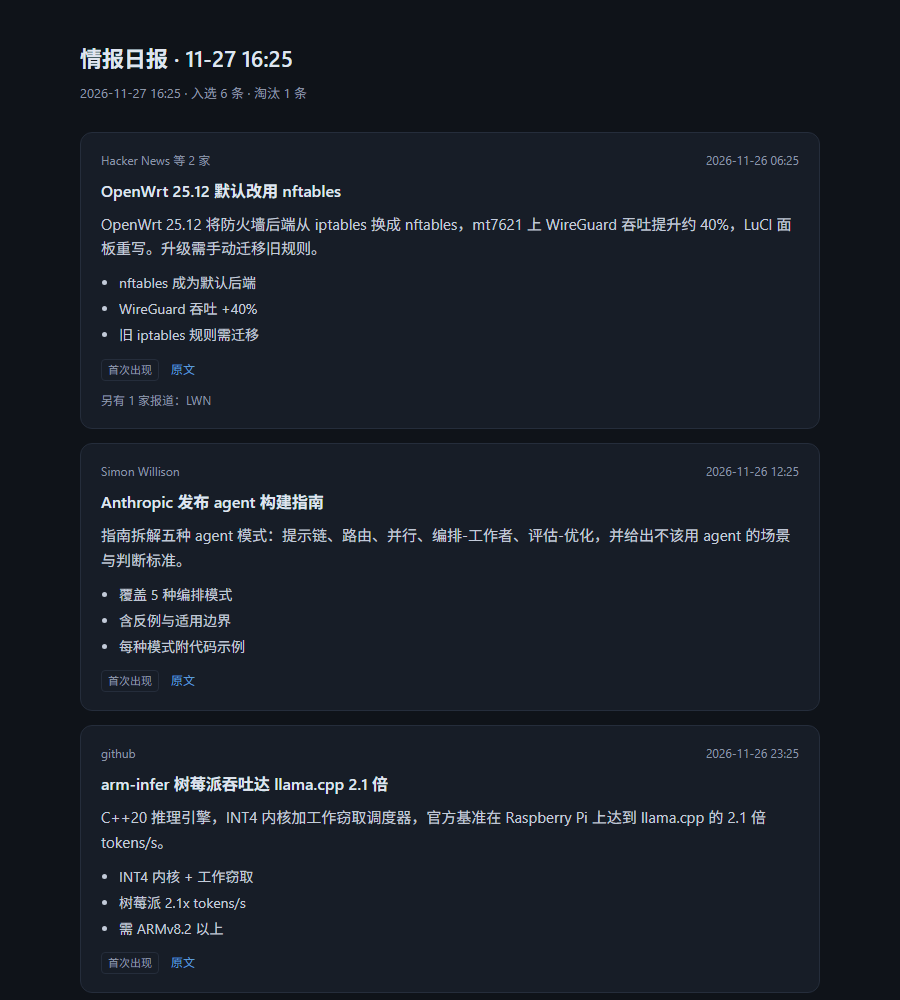 情报日报 · 11-27 16:25
2026-11-27 16:25 · 入选 6 条 · 淘汰 1 条
Hacker News 等 2 家
2026-11-26 06:25
OpenWrt 25.12 默认改用 nftables
OpenWrt 25.12 将防火墙后端从 iptables 换成 nftables，mt7621 上 WireGuard 吞吐提升约 40%，LuCI 面
板重写。升级需手动迁移旧规则。
• nftables 成为默认后端
• WireGuard 吞吐 +40%
• 旧 iptables 规则需迁移
首次出现 原文
另有 1 家报道：LWN
Simon Willison
2026-11-26 12:25
Anthropic 发布 agent 构建指南
指南拆解五种 agent 模式：提示链、路由、并行、编排-工作者、评估-优化，并给出不该用 agent 的场景
与判断标准。
• 覆盖 5 种编排模式
• 含反例与适用边界
• 每种模式附代码示例
首次出现 原文
github
2026-11-26 23:25
arm-infer 树莓派吞吐达 llama.cpp 2.1 倍
C++20 推理引擎，INT4 内核加工作窃取调度器，官方基准在 Raspberry Pi 上达到 llama.cpp 的 2.1 倍
tokens/s。
• INT4 内核 + 工作窃取
• 树莓派 2.1x tokens/s
• 需 ARMv8.2 以上
首次出现 原文